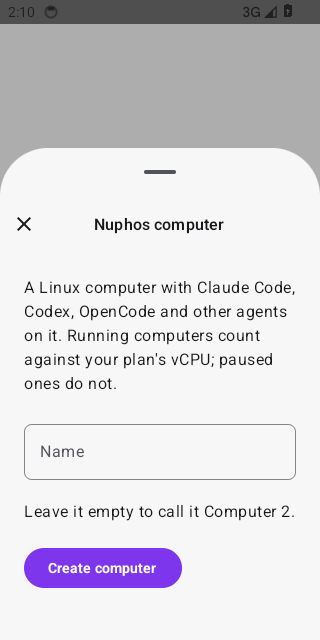 2:10
3G
Nuphos computer
A Linux computer with Claude Code,
Codex, OpenCode and other agents
on it. Running computers count
against your plan's vCPU; paused
ones do not.
Name
Leave it empty to call it Computer 2.
Create computer